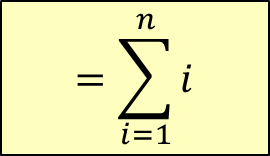 = ∑_{i=1}^{n} i